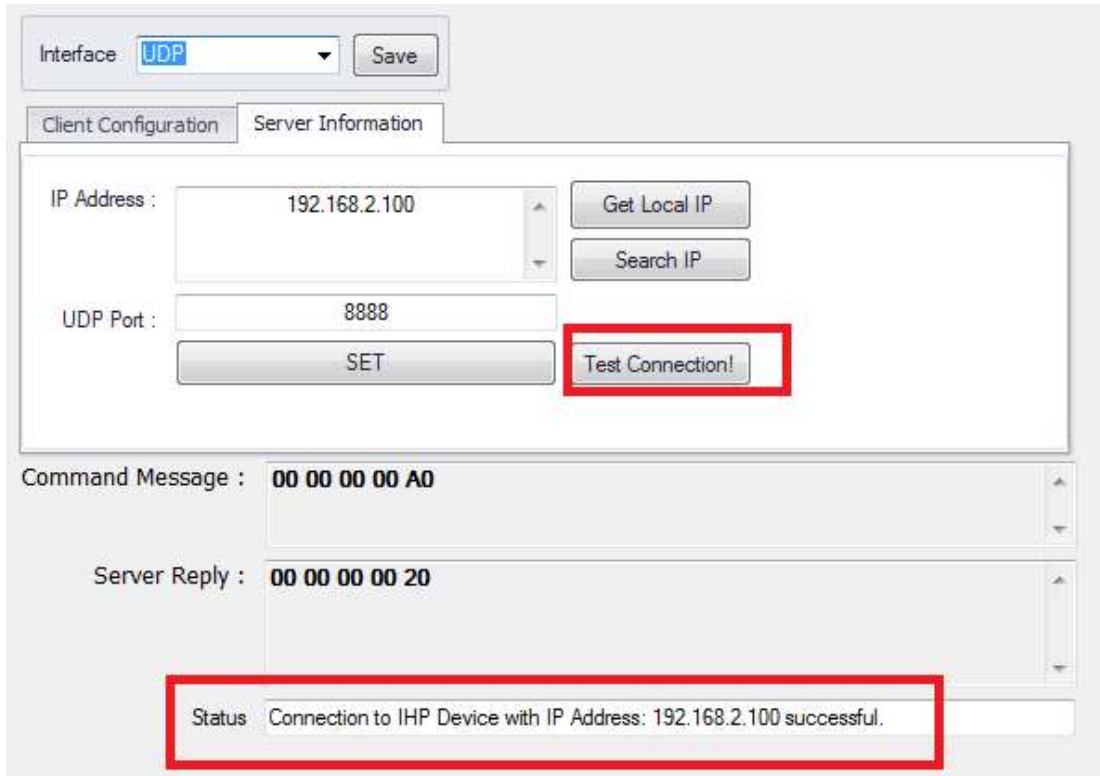 Interface UDP Save
Client Configuration Server Information
IP Address : 192.168.2.100 Get Local IP
Search IP
UDP Port : 8888
SET Test Connection!
Command Message : 00 00 00 00 A0
Server Reply : 00 00 00 00 20
Status Connection to IHP Device with IP Address: 192.168.2.100 successful.